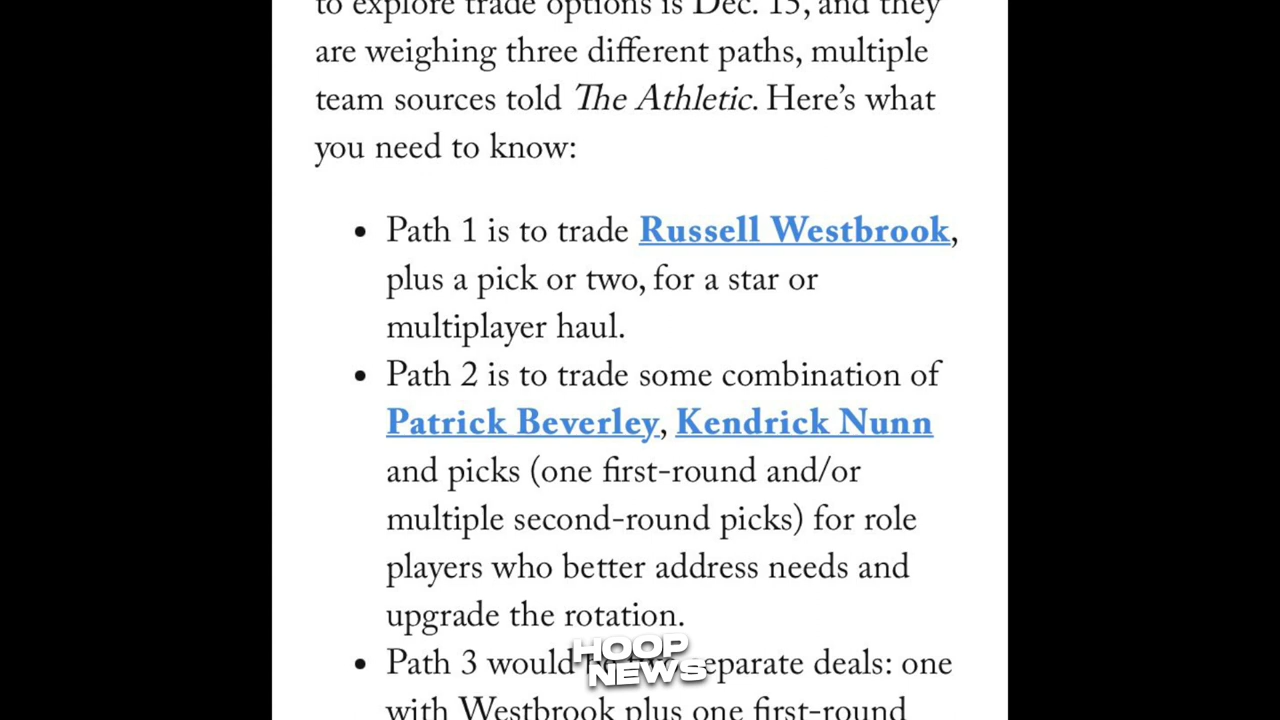 to explore trade options is Dec. 15, and they
are weighing three different paths, multiple
team sources told The Athletic. Here’s what
you need to know:
• Path 1 is to trade Russell Westbrook,
plus a pick or two, for a star or
multiplayer haul.
• Path 2 is to trade some combination of
Patrick Beverley, Kendrick Nunn
and picks (one first-round and/or
multiple second-round picks) for role
players who better address needs and
upgrade the rotation.
• Path 3 would be separate deals: one
with Westbrook plus one first-round
HOOP
NEWS